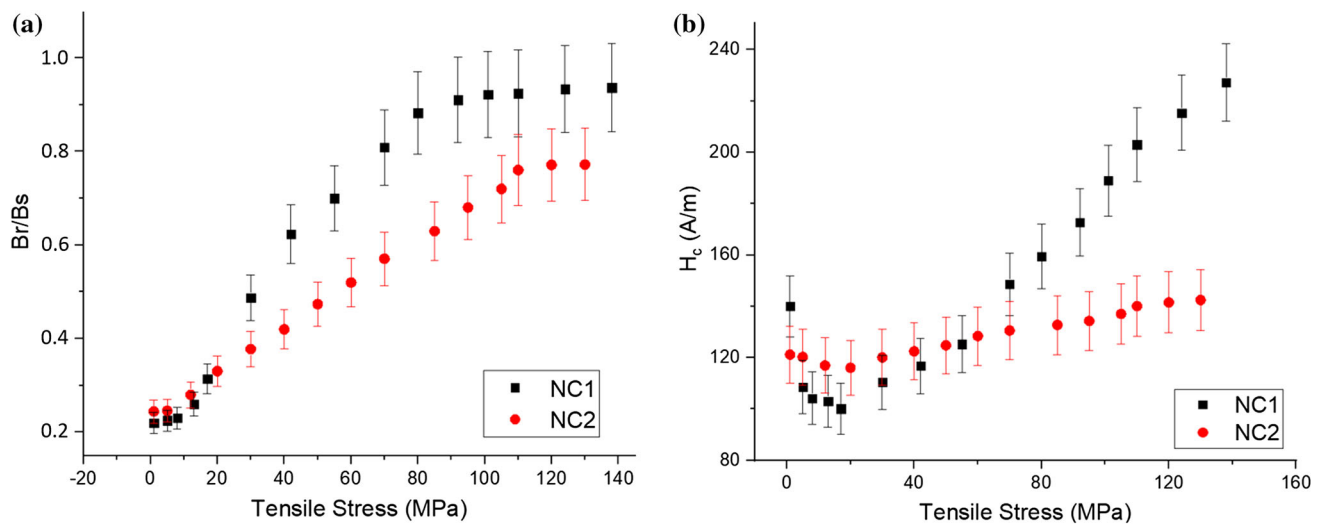 (a)
1.0
0.8
0.6
0.4
0.2
Br/Bs
-20 0 20 40 60 80 100 120 140
Tensile Stress (MPa)
NC1
NC2
(b)
240
200
160
120
80
H_c (A/m)
0 40 80 120 160
Tensile Stress (MPa)
NC1
NC2